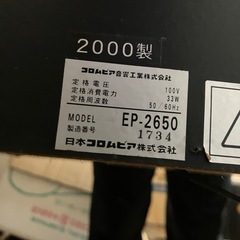 2000製
コロムビア音響工業株式会社
定格電圧 100V
定格消費電力 33W
定格周波数 50/60Hz
MODEL EP-2650
製造番号 1734
日本コロムビア株式会社